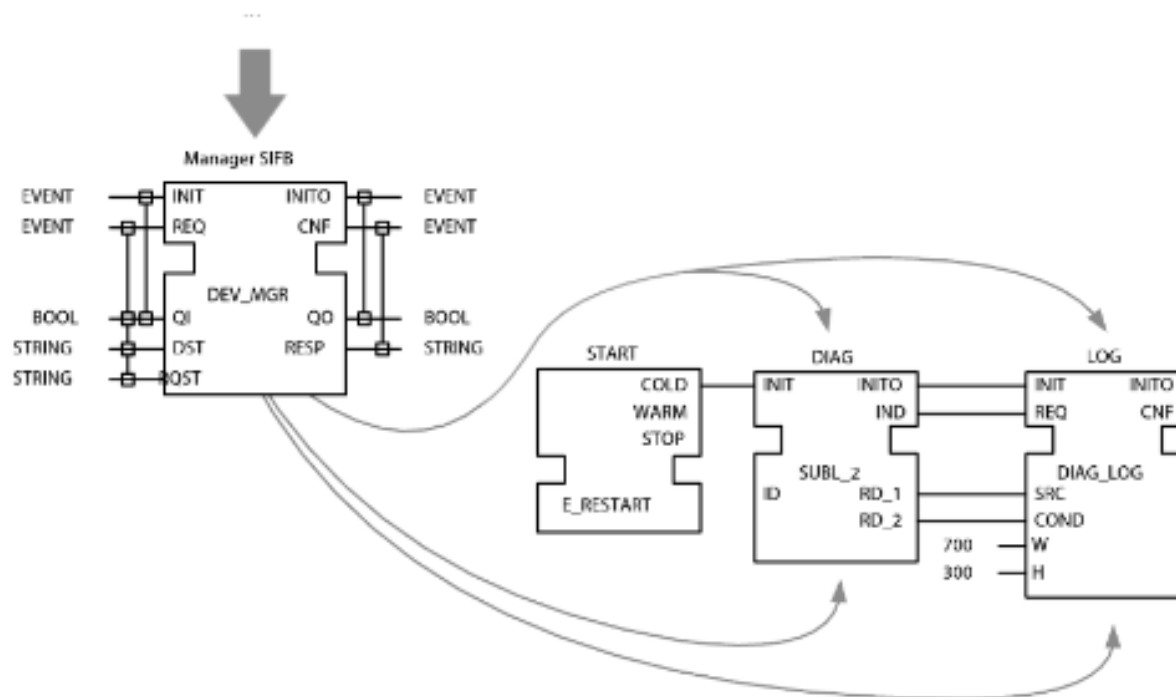 ...
Manager SIFB
EVENT INIT INITO EVENT
EVENT REQ CNF EVENT
DEV_MGR
BOOL QI QO BOOL
STRING DST RESP STRING
STRING RQST
START DIAG LOG
COLD INIT INITO INIT INITO
WARM IND REQ CNF
STOP
SUBL_2 DIAG_LOG
E_RESTART ID RD_1 SRC
RD_2 COND
700 W
300 H